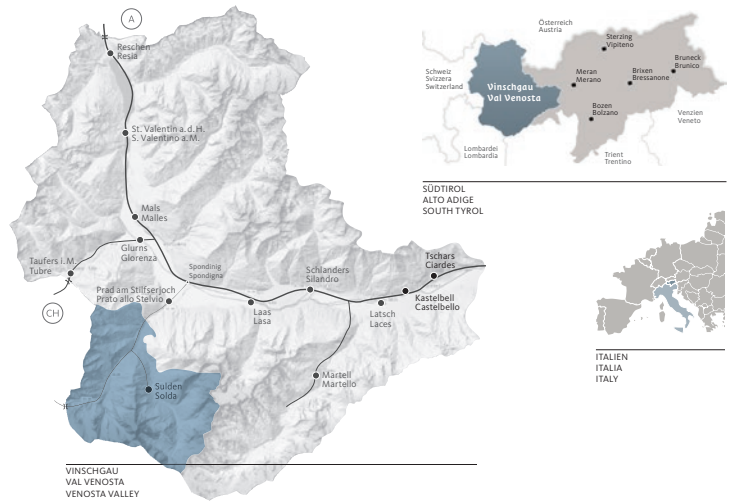 A
Reschen
Resia
St. Valentin a.d.H.
S. Valentino a.M.
Mals
Malles
Glurns
Glorenza
Taufers i.M.
Tubre
CH
Spondinig
Spondigna
Prad am Stilfserjoch
Prato allo Stelvio
Schlanders
Silandro
Laas
Lasa
Tschars
Ciardes
Kastelbell
Castelbello
Latsch
Laces
Martell
Martello
Sulden
Solda
VINSCHGAU
VAL VENOSTA
VENOSTA VALLEY
Österreich
Austria
Schweiz
Svizzera
Switzerland
Vinschgau
Val Venosta
Sterzing
Vipiteno
Meran
Merano
Brixen
Bressanone
Bruneck
Brunico
Bozen
Bolzano
Venzien
Veneto
Lombardei
Lombardia
Trient
Trentino
SÜDTIROL
ALTO ADIGE
SOUTH TYROL
ITALIEN
ITALIA
ITALY